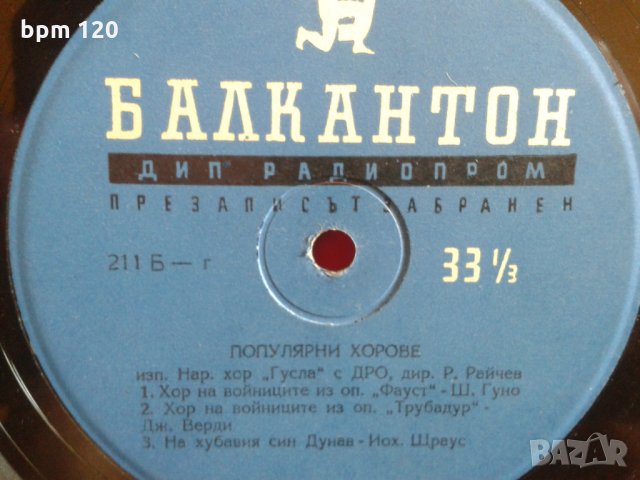 bpm 120
БАЛКАНТОН
ДИП РАДИОПРОМ
ПРЕЗАПИСЪТ ЗАБРАНЕН
211 Б — г
33 1/3
ПОПУЛЯРНИ ХОРОВЕ
изп. Нар. хор „Гусла“ с ДРО, дир. Р. Райчев
1. Хор на войниците из оп. „Фауст“ - Ш. Гуно
2. Хор на войниците из оп. „Трубадур“ -
Дж. Верди
3. На хубавия син Дунав - Йох. Щраус
BAZAR